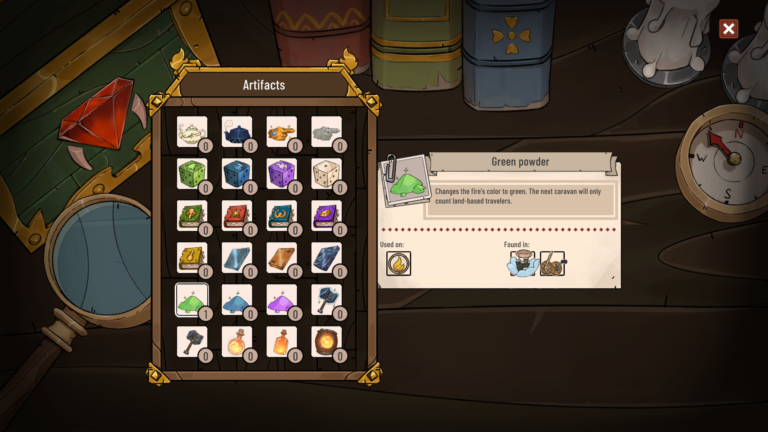 Artifacts
0 0 0 0
0 0 0 0
0 0 0 0
0 0 0 0
1 0 0 0
0 0 0 0
Green powder
Changes the fire's color to green. The next caravan will only
count land-based travelers.
Used on:
Found in:
N
W
E
S